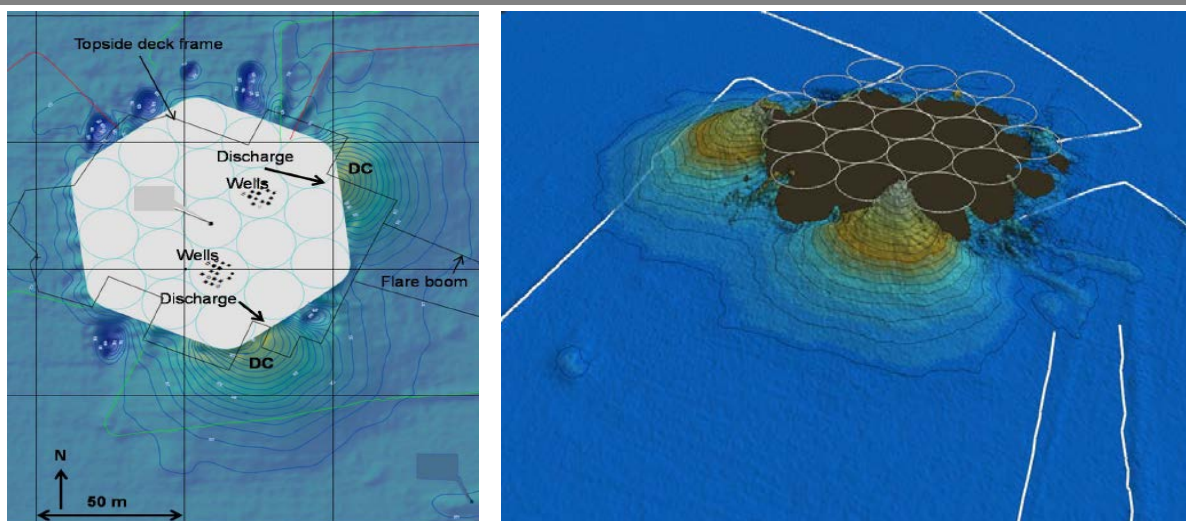 Topside deck frame
Discharge
DC
Wells
Wells
Flare boom
Discharge
DC
N
50 m